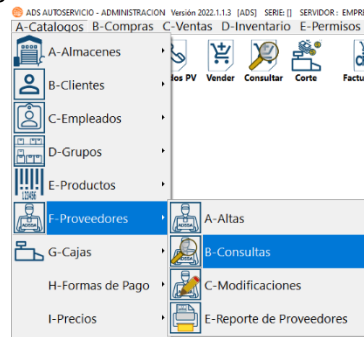 ADS AUTOSERVICIO - ADMINISTRACION Versión 2022.1.1.3 [ADS] SERIE: [] SERVIDOR: EMPRE
A-Catalogos B-Compras C-Ventas D-Inventario E-Permisos
dos PV Vender Consultar Corte Factu
A-Almacenes
B-Clientes
C-Empleados
D-Grupos
E-Productos
F-Proveedores
A-Altas
G-Cajas
B-Consultas
H-Formas de Pago
C-Modificaciones
I-Precios
E-Reporte de Proveedores